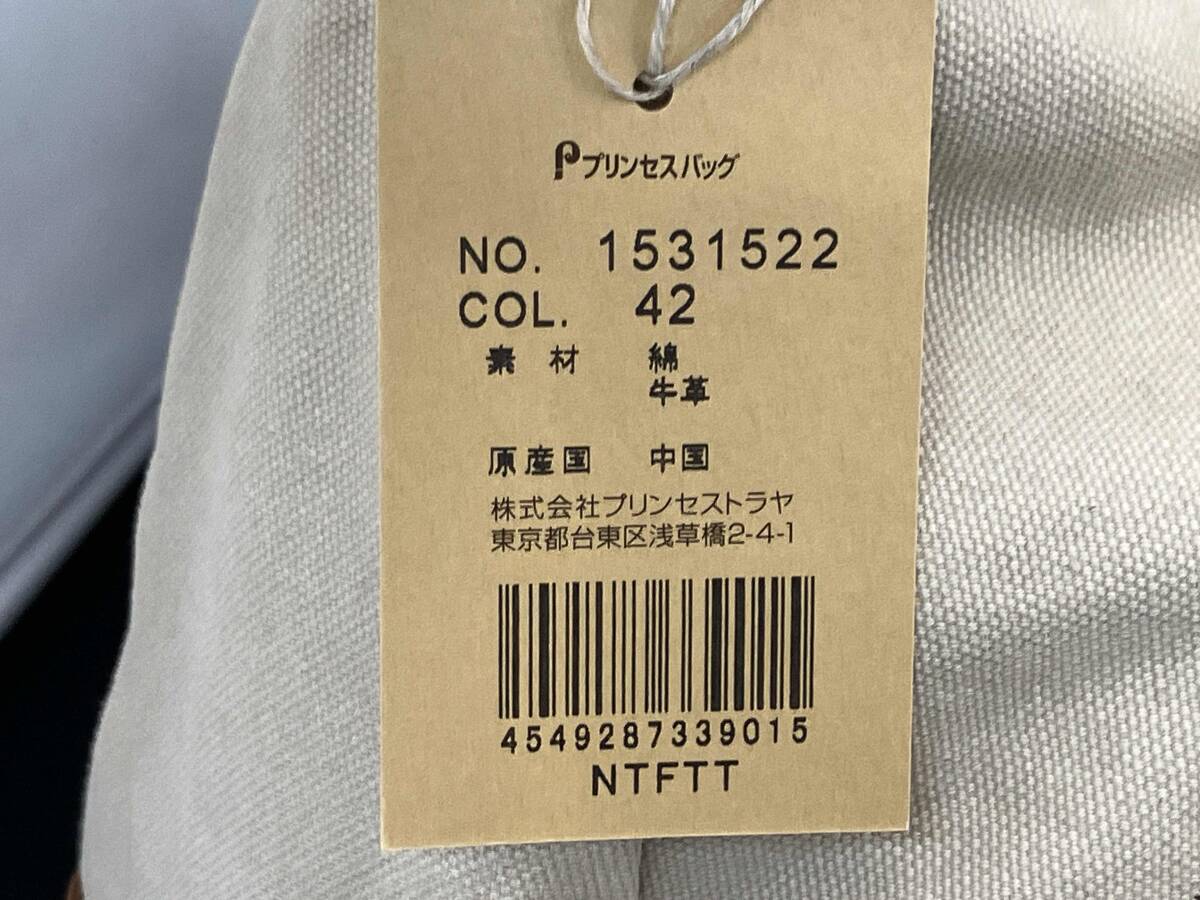 プリンセスバッグ
NO. 1531522
COL. 42
素材 綿
牛革
原産国 中国
株式会社プリンセストラヤ
東京都台東区浅草橋2-4-1
4549287339015
NTFTT